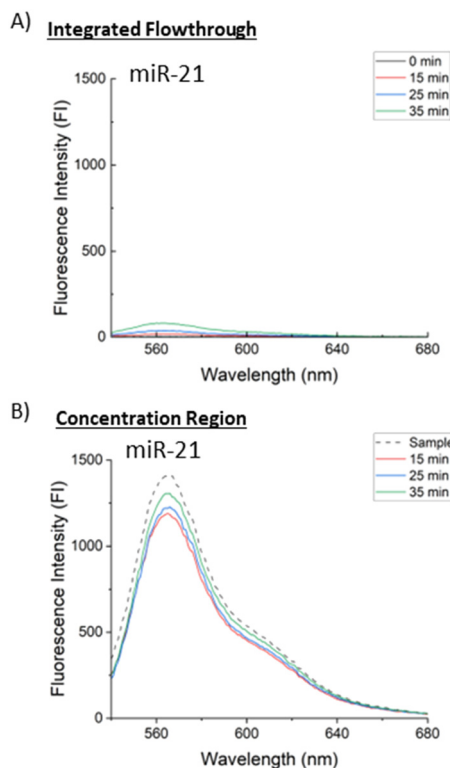 A) Integrated Flowthrough
miR-21
0 min
15 min
25 min
35 min
1500
1000
500
0
Fluorescence Intensity (FI)
560 600 640 680
Wavelength (nm)
B) Concentration Region
miR-21
Sample
15 min
25 min
35 min
1500
1000
500
0
Fluorescence Intensity (FI)
560 600 640 680
Wavelength (nm)